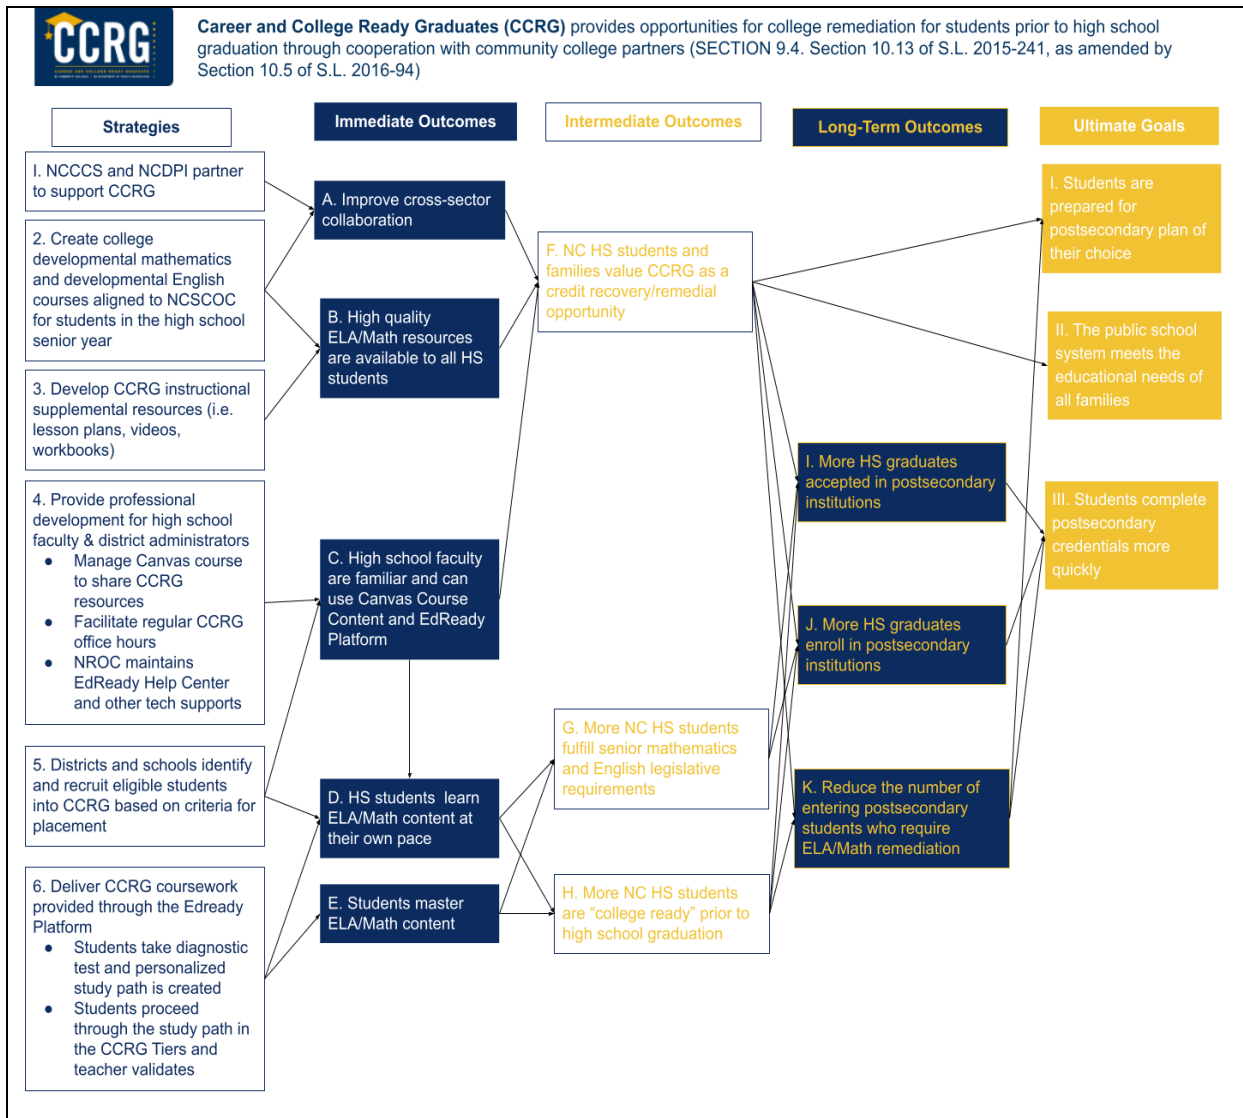 CCRG
Career and College Ready Graduates (CCRG) provides opportunities for college remediation for students prior to high school
graduation through cooperation with community college partners (SECTION 9.4. Section 10.13 of S.L. 2015-241, as amended by
Section 10.5 of S.L. 2016-94)
Strategies
I. NCCCS and NCDPI partner
to support CCRG
2. Create college
developmental mathematics
and developmental English
courses aligned to NCSCOC
for students in the high school
senior year
3. Develop CCRG instructional
supplemental resources (i.e.
lesson plans, videos,
workbooks)
4. Provide professional
development for high school
faculty & district administrators
● Manage Canvas course
to share CCRG
resources
● Facilitate regular CCRG
office hours
● NROC maintains
EdReady Help Center
and other tech supports
5. Districts and schools identify
and recruit eligible students
into CCRG based on criteria for
placement
6. Deliver CCRG coursework
provided through the Edready
Platform
● Students take diagnostic
test and personalized
study path is created
● Students proceed
through the study path in
the CCRG Tiers and
teacher validates
Immediate Outcomes
A. Improve cross-sector
collaboration
B. High quality
ELA/Math resources
are available to all HS
students
C. High school faculty
are familiar and can
use Canvas Course
Content and EdReady
Platform
D. HS students learn
ELA/Math content at
their own pace
E. Students master
ELA/Math content
Intermediate Outcomes
F. NC HS students and
families value CCRG as a
credit recovery/remedial
opportunity
G. More NC HS students
fulfill senior mathematics
and English legislative
requirements
H. More NC HS students
are “college ready” prior to
high school graduation
Long-Term Outcomes
I. More HS graduates
accepted in postsecondary
institutions
J. More HS graduates
enroll in postsecondary
institutions
K. Reduce the number of
entering postsecondary
students who require
ELA/Math remediation
Ultimate Goals
I. Students are
prepared for
postsecondary plan of
their choice
II. The public school
system meets the
educational needs of
all families
III. Students complete
postsecondary
credentials more
quickly